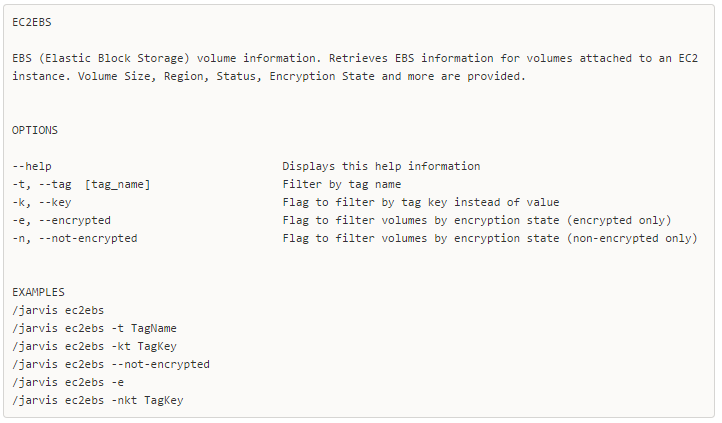 EC2EBS
EBS (Elastic Block Storage) volume information. Retrieves EBS information for volumes attached to an EC2
instance. Volume Size, Region, Status, Encryption State and more are provided.
OPTIONS
--help                                  Displays this help information
-t, --tag  [tag_name]                   Filter by tag name
-k, --key                               Flag to filter by tag key instead of value
-e, --encrypted                         Flag to filter volumes by encryption state (encrypted only)
-n, --not-encrypted                     Flag to filter volumes by encryption state (non-encrypted only)
EXAMPLES
/jarvis ec2ebs
/jarvis ec2ebs -t TagName
/jarvis ec2ebs -kt TagKey
/jarvis ec2ebs --not-encrypted
/jarvis ec2ebs -e
/jarvis ec2ebs -nkt TagKey